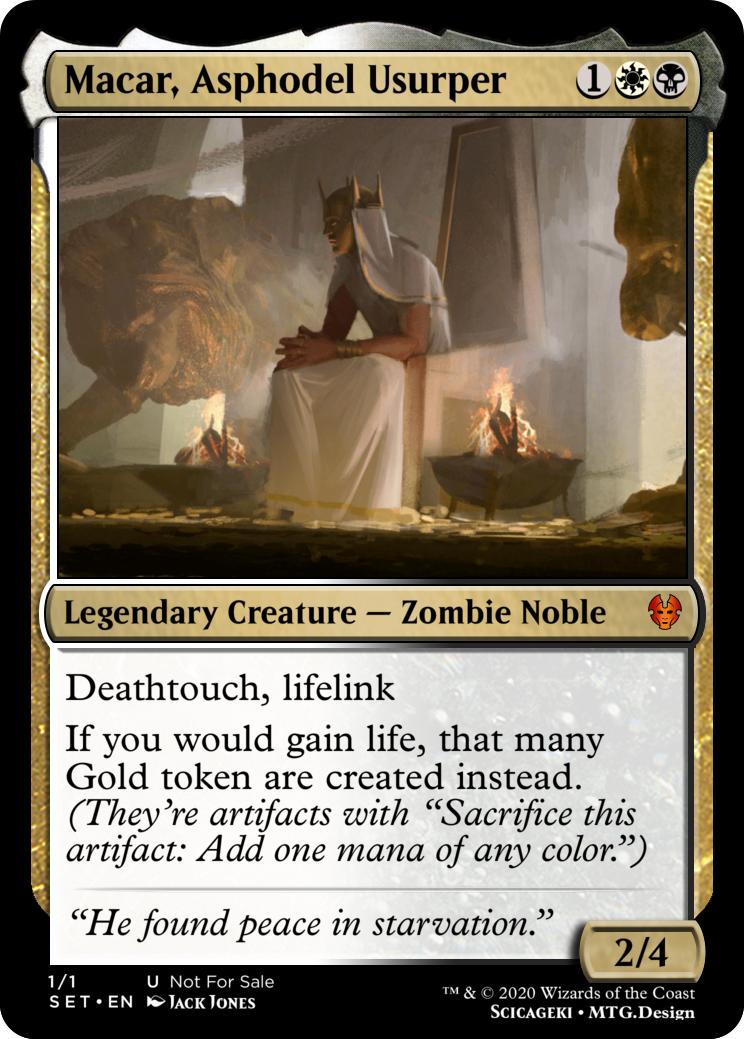 Macar, Asphodel Usurper 1
Legendary Creature — Zombie Noble
Deathtouch, lifelink
If you would gain life, that many
Gold token are created instead.
(They’re artifacts with “Sacrifice this
artifact: Add one mana of any color.”)
“He found peace in starvation.”
2/4
1/1 U Not For Sale
SET • EN Jack Jones
™ & © 2020 Wizards of the Coast
Scicageki • MTG.Design